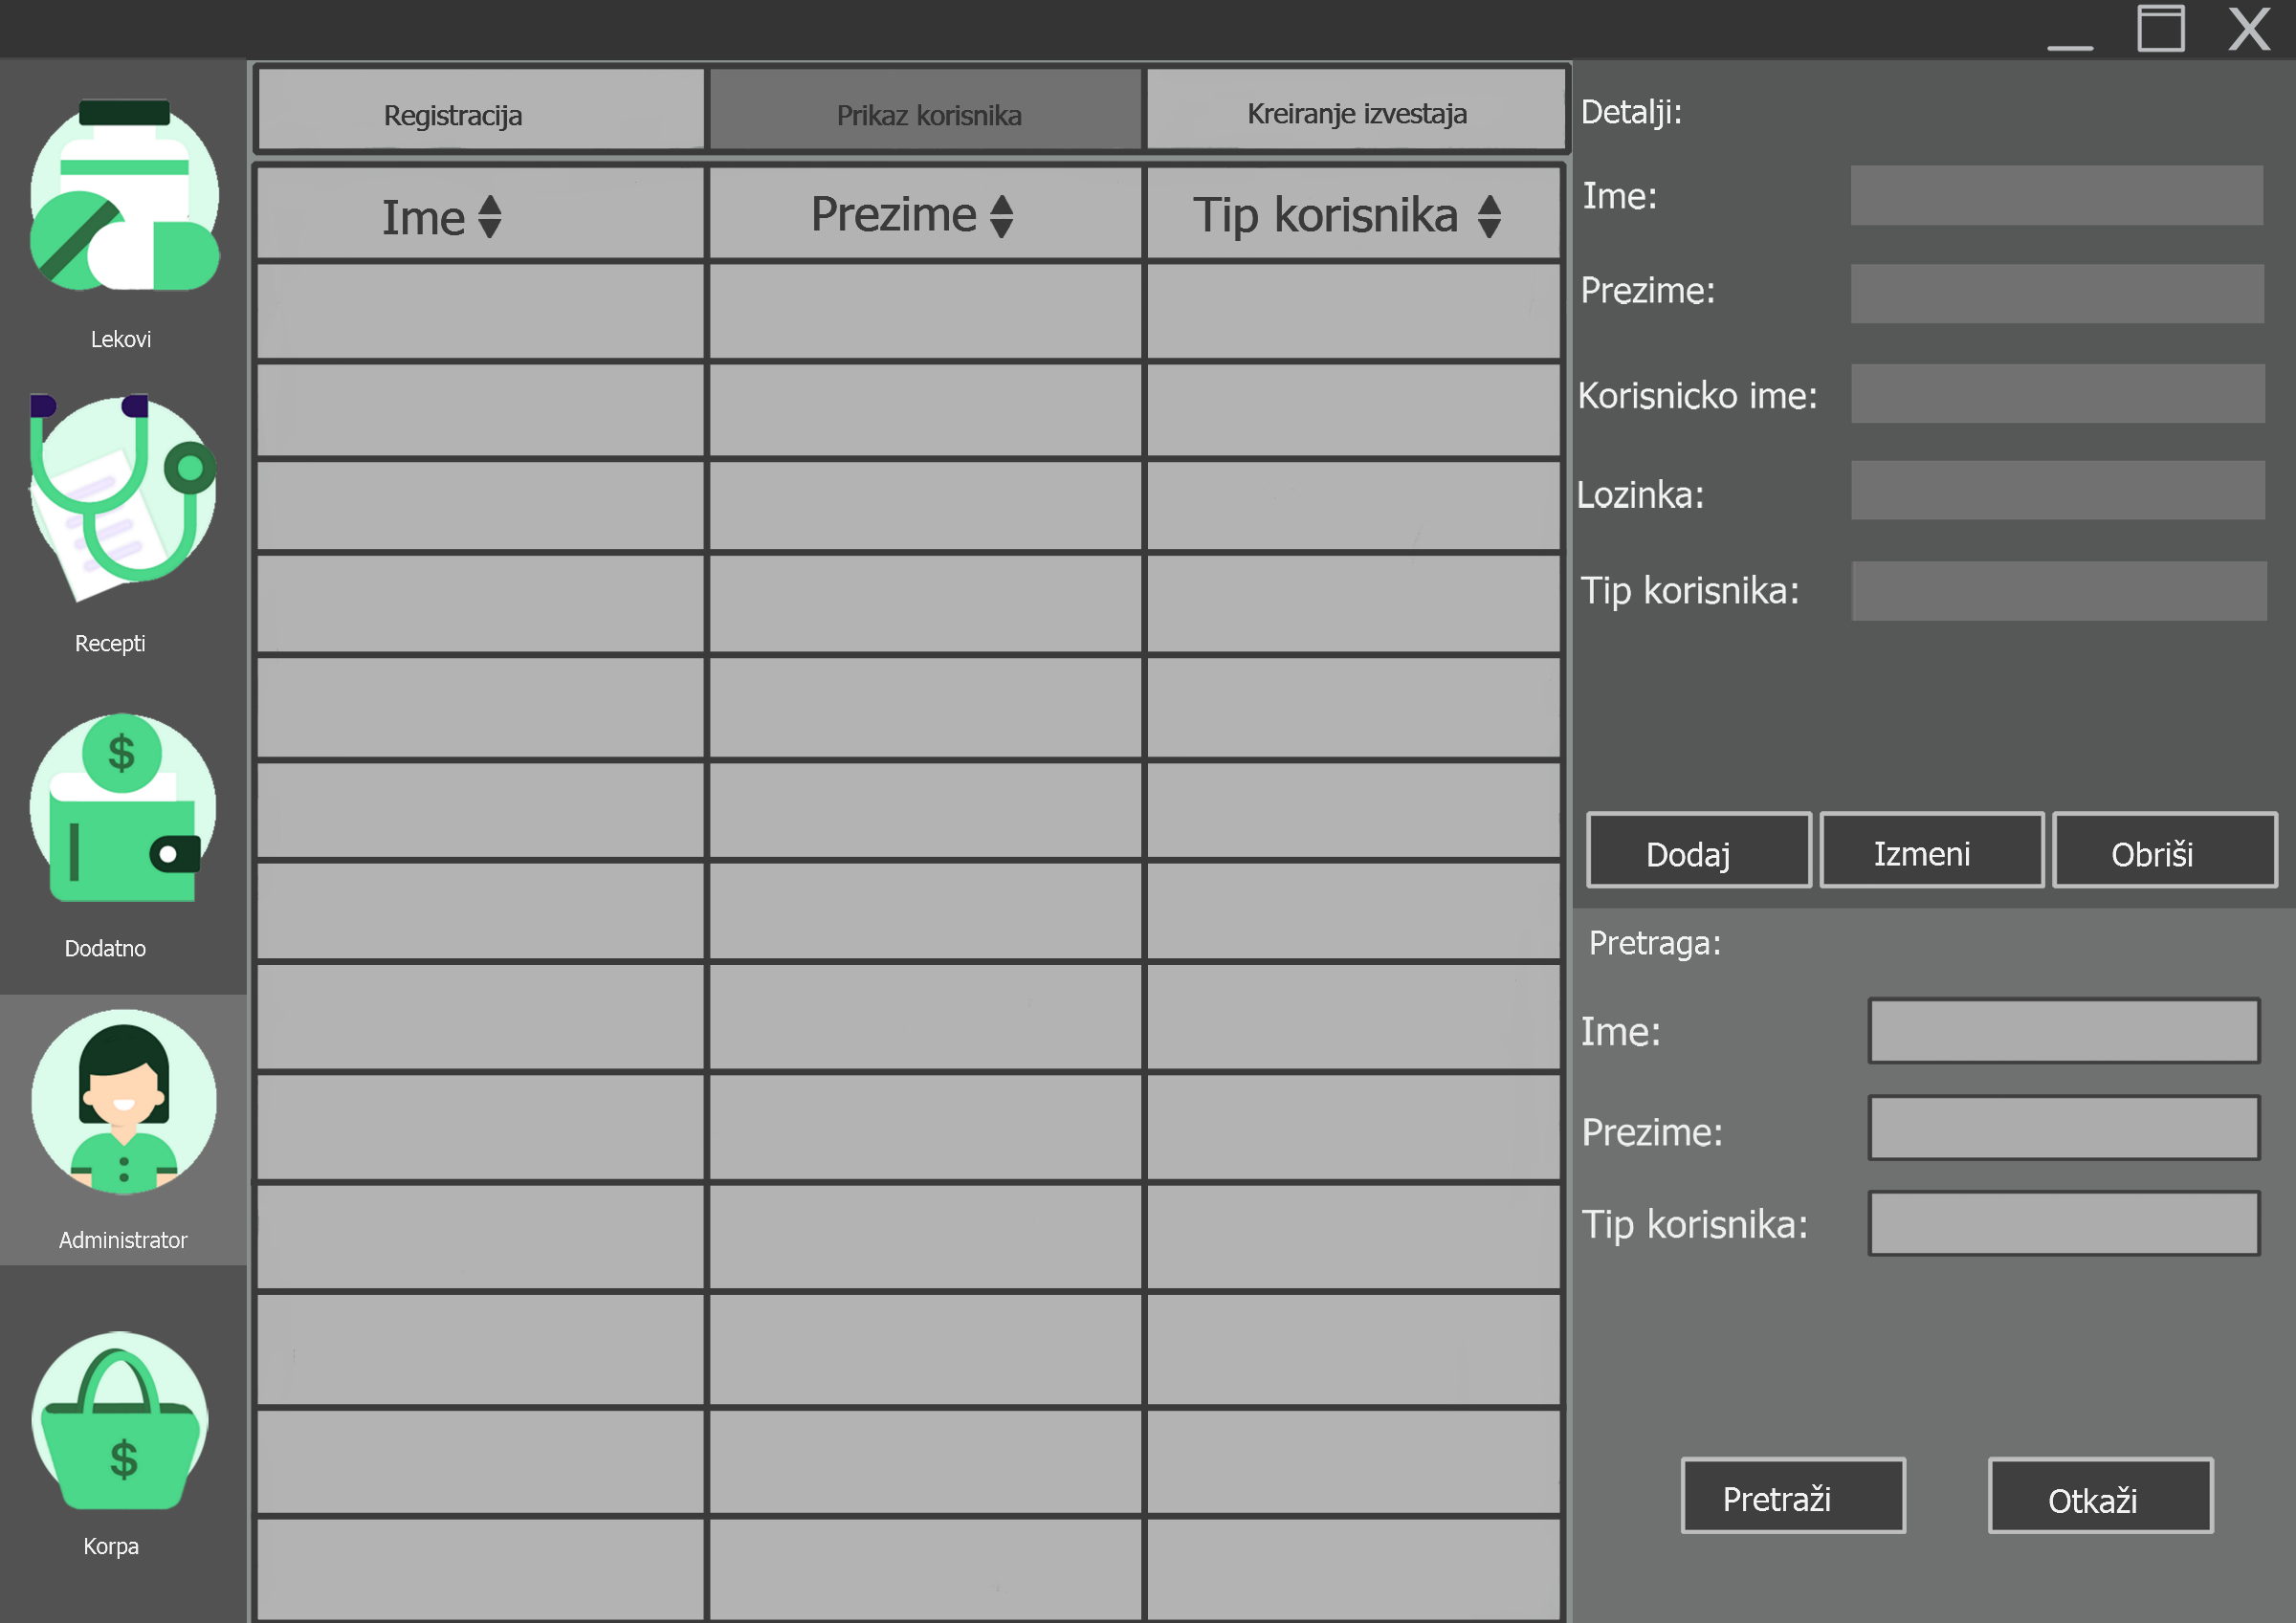 Lekovi
Recepti
$
Dodatno
Administrator
$
Korpa
Registracija
Prikaz korisnika
Kreiranje izvestaja
Ime
Prezime
Tip korisnika
Detalji:
Ime:
Prezime:
Korisnicko ime:
Lozinka:
Tip korisnika:
Dodaj
Izmeni
Obriši
Pretraga:
Ime:
Prezime:
Tip korisnika:
Pretraži
Otkaži